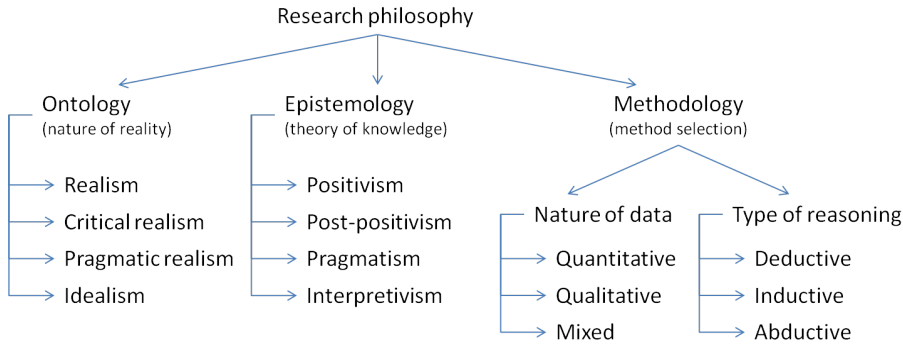 Research philosophy
Ontology
(nature of reality)
Realism
Critical realism
Pragmatic realism
Idealism
Epistemology
(theory of knowledge)
Positivism
Post-positivism
Pragmatism
Interpretivism
Methodology
(method selection)
Nature of data
Quantitative
Qualitative
Mixed
Type of reasoning
Deductive
Inductive
Abductive